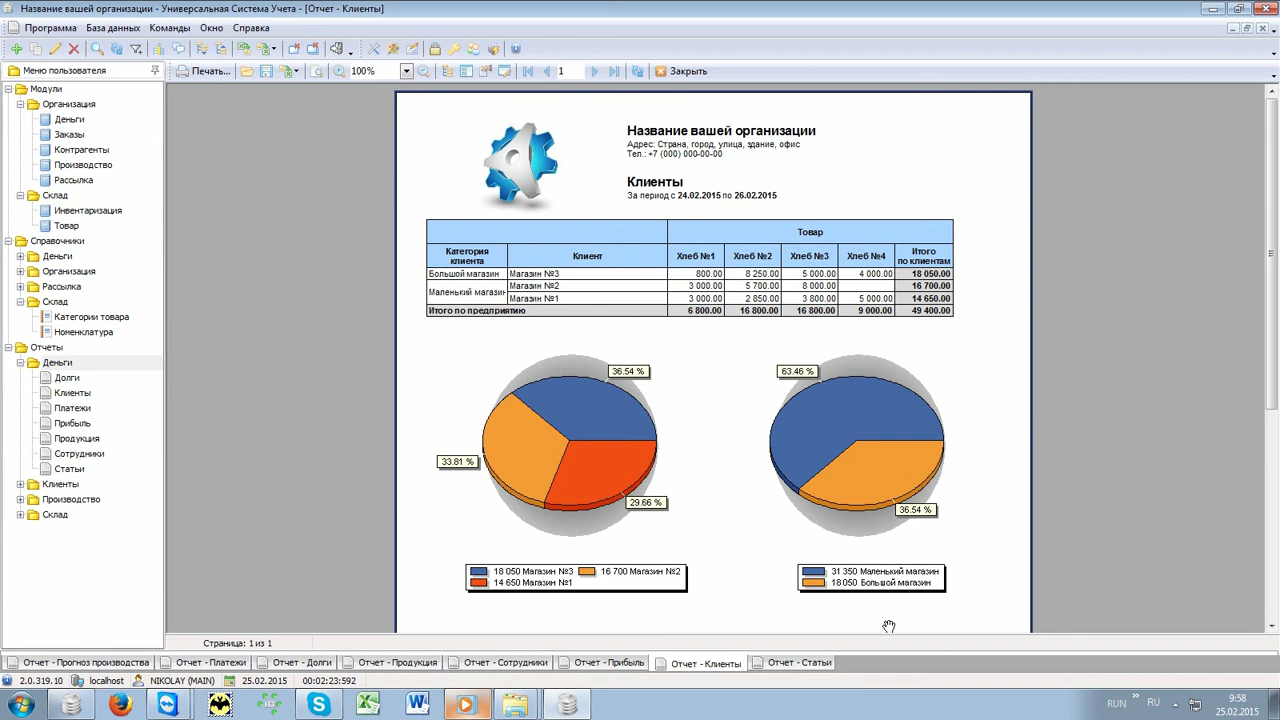 Название вашей организации - Универсальная Система Учета - [Отчет - Клиенты]
Программа База данных Команды Окно Справка
Меню пользователя
Печать... 100% 1 Закрыть
Модули
Организация
Деньги
Заказы
Контрагенты
Производство
Рассылка
Склад
Инвентаризация
Товар
Справочники
Деньги
Организация
Рассылка
Склад
Категории товара
Номенклатура
Отчеты
Деньги
Долги
Клиенты
Платежи
Прибыль
Продукция
Сотрудники
Статьи
Клиенты
Производство
Склад
Название вашей организации
Адрес: Страна, город, улица, здание, офис
Тел.: +7 (000) 000-00-00
Клиенты
За период с 24.02.2015 по 26.02.2015
Товар
Категория клиента Клиент Хлеб №1 Хлеб №2 Хлеб №3 Хлеб №4 Итого по клиентам
Большой магазин Магазин №3 800.00 8 250.00 5 000.00 4 000.00 18 050.00
Маленький магазин Магазин №2 3 000.00 5 700.00 8 000.00 16 700.00
Магазин №1 3 000.00 2 850.00 3 800.00 5 000.00 14 650.00
Итого по предприятию 6 800.00 16 800.00 16 800.00 9 000.00 49 400.00
36.54 %
33.81 %
29.66 %
63.46 %
36.54 %
18 050 Магазин №3 16 700 Магазин №2
14 650 Магазин №1
31 350 Маленький магазин
18 050 Большой магазин
Страница: 1 из 1
Отчет - Прогноз производства Отчет - Платежи Отчет - Долги Отчет - Продукция Отчет - Сотрудники Отчет - Прибыль Отчет - Клиенты Отчет - Статьи
2.0.319.10 localhost NIKOLAY (MAIN) 25.02.2015 00:02:23:592
RUN RU 9:58
25.02.2015